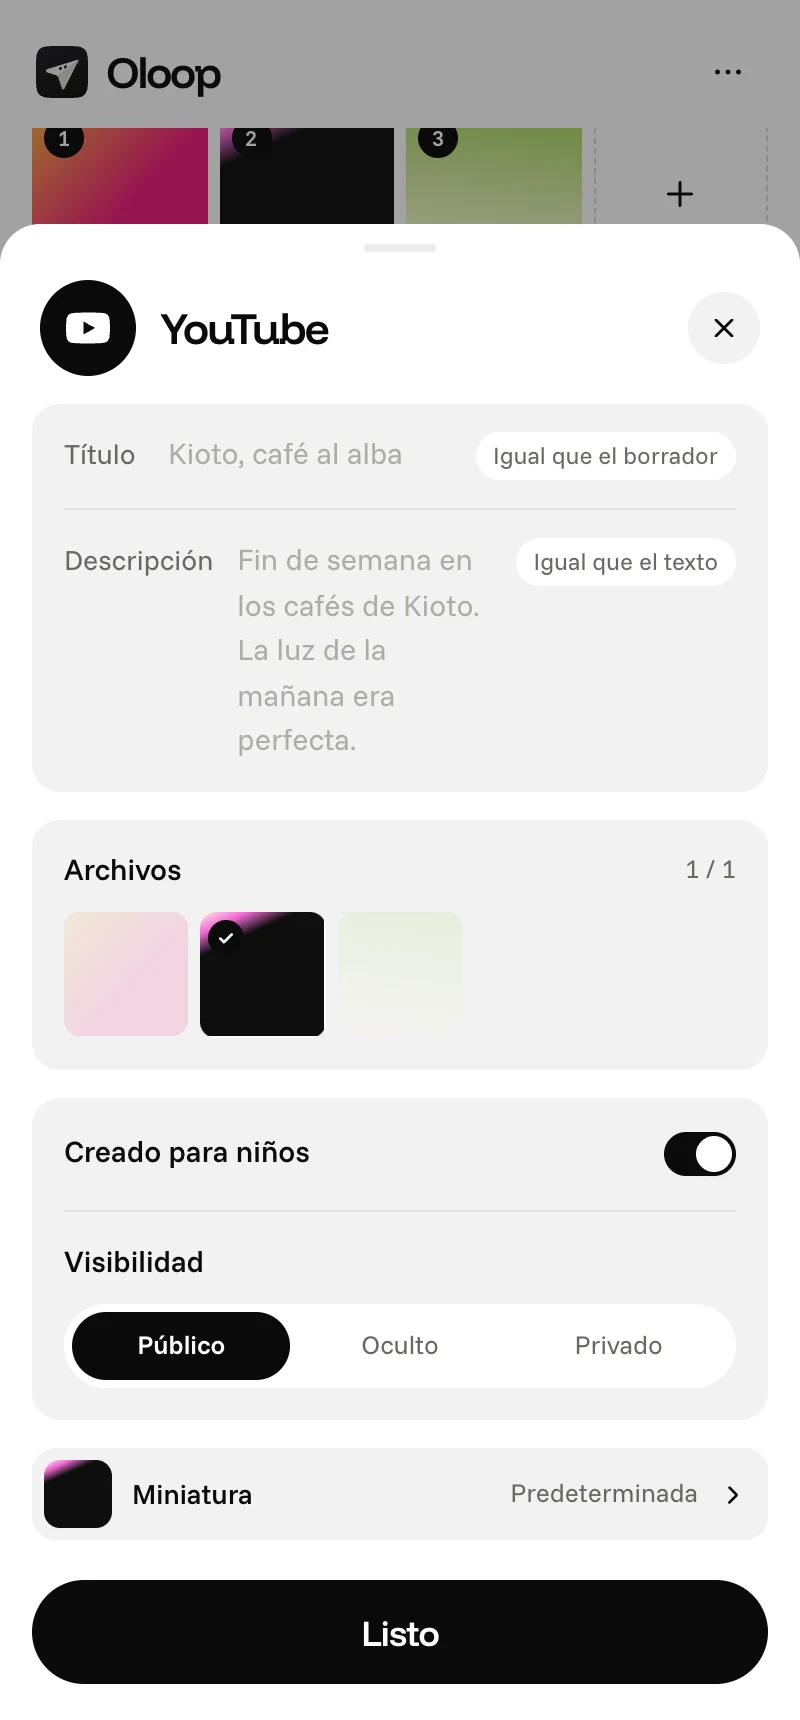 Oloop
1
2
3
YouTube
Título
Kioto, café al alba
Igual que el borrador
Descripción
Fin de semana en
los cafés de Kioto.
La luz de la
mañana era
perfecta.
Igual que el texto
Archivos
1 / 1
Creado para niños
Visibilidad
Público
Oculto
Privado
Miniatura
Predeterminada
Listo